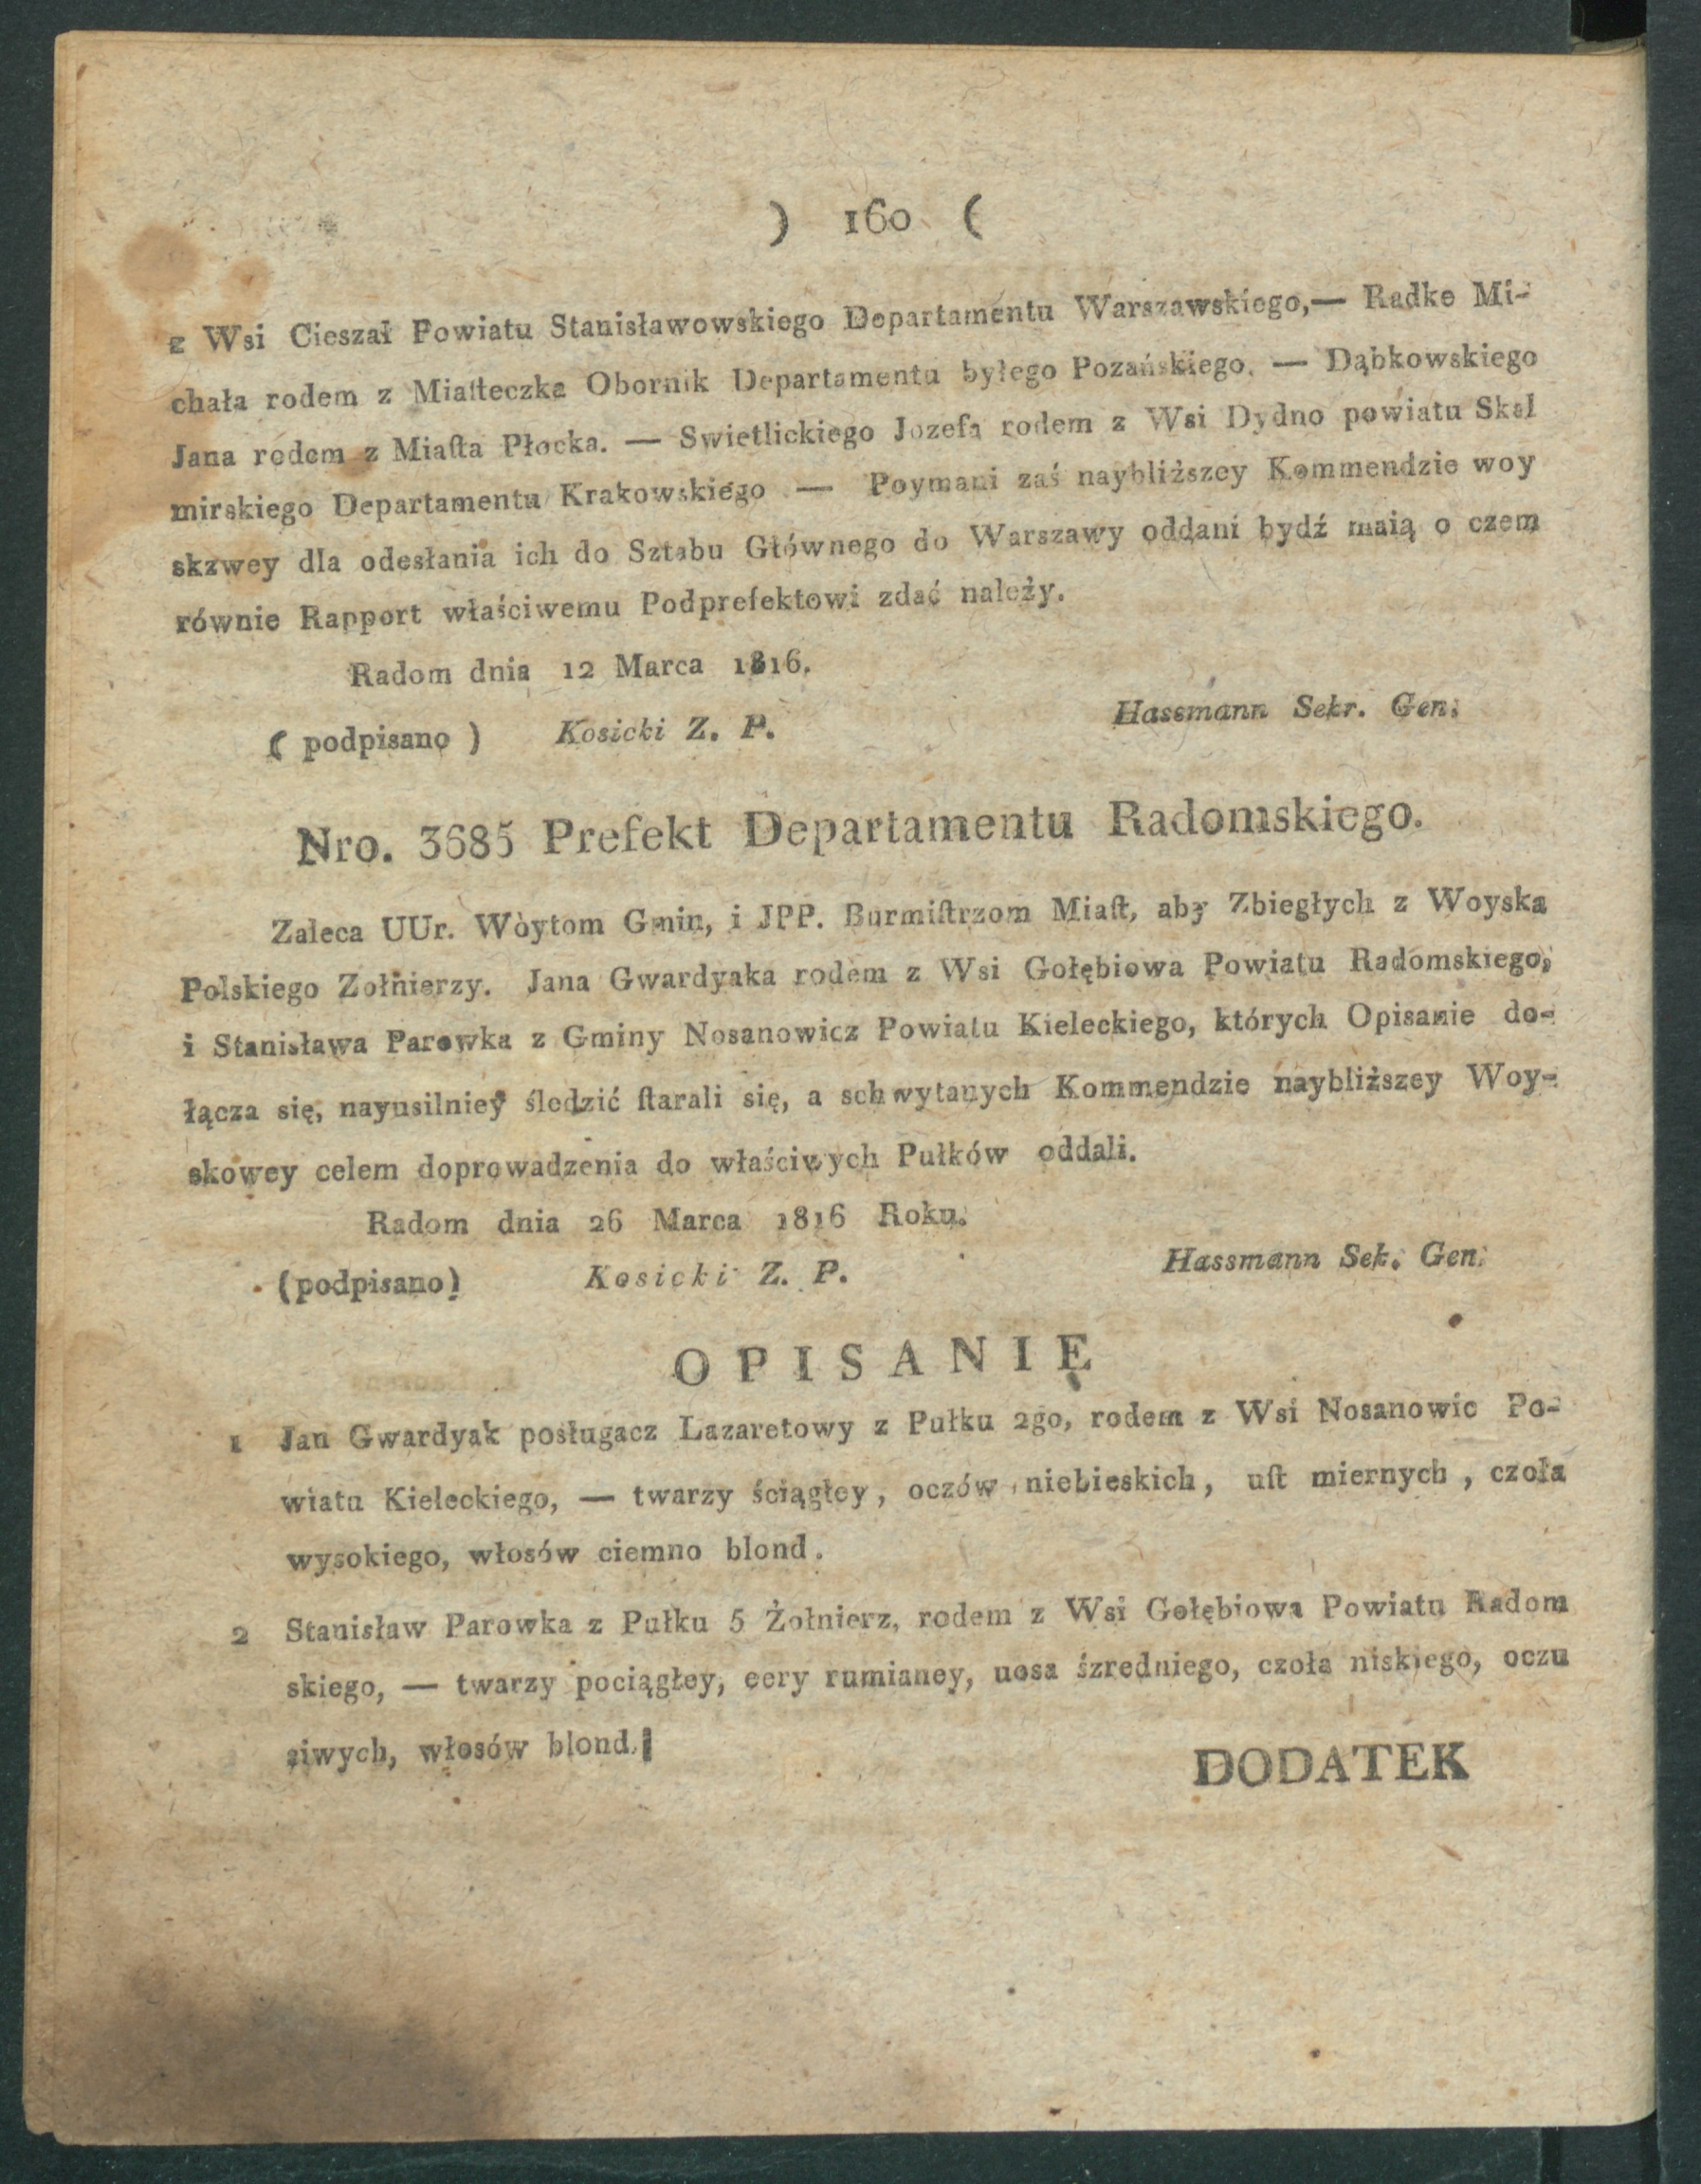 ) 160 (
z Wsi Cieszał Powiatu Stanisławowskiego Departamentu Warszawskiego,— Radke Mi-
chała rodem z Miaſteczka Obornik Departamentu byłego Pozańskiego. — Dąbkowskiego
Jana rodem z Miaſta Płocka. — Swietlickiego Jozefa rodem z Wsi Dydno powiatu Skal
mirskiego Departamentu Krakowskiego — Poymani zaś naybliższey Kommendzie woy
skzwey dla odesłania ich do Sztabu Głównego do Warszawy oddani bydź maią o czem
równie Rapport właściwemu Podprefektowi zdać należy.
Radom dnia 12 Marca 1816.
( podpisano ) Kosicki Z. P. Hassmann Sekr. Gen.
Nro. 3685 Prefekt Departamentu Radomskiego.
Zaleca UUr. Wòytom Gmin, i JPP. Burmiſtrzom Miaſt, aby Zbiegłych z Woyska
Polskiego Zołnierzy. Jana Gwardyaka rodem z Wsi Gołębiowa Powiatu Radomskiego,
i Stanisława Parowka z Gminy Nosanowicz Powiatu Kieleckiego, których Opisanie do-
łącza się, nayusilniey śledzić ſtarali się, a schwytanych Kommendzie naybliższey Woy-
skowey celem doprowadzenia do właściwych Pułków oddali.
Radom dnia 26 Marca 1816 Roku.
(podpisano) Kosicki Z. P. Hassmann Sek. Gen.
OPISANIE
1 Jan Gwardyak posługacz Lazaretowy z Pułku 2go, rodem z Wsi Nosanowic Po-
wiatu Kieleckiego, — twarzy ściągłey, oczów niebieskich, uſt miernych , czoła
wysokiego, włosów ciemno blond.
2 Stanisław Parowka z Pułku 5 Żołnierz, rodem z Wsi Gołębiowa Powiatu Radom
skiego, — twarzy pociągłey, cery rumianey, uosa śzredniego, czoła niskiego, oczu
siwych, włosów blond.
DODATEK